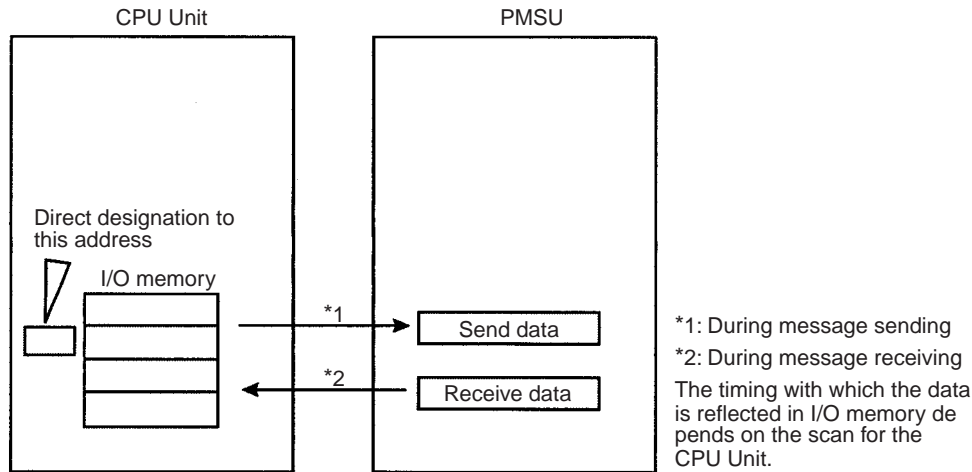 CPU Unit
PMSU
Direct designation to
this address
I/O memory
*1
Send data
*2
Receive data
*1: During message sending
*2: During message receiving
The timing with which the data
is reflected in I/O memory de
pends on the scan for the
CPU Unit.